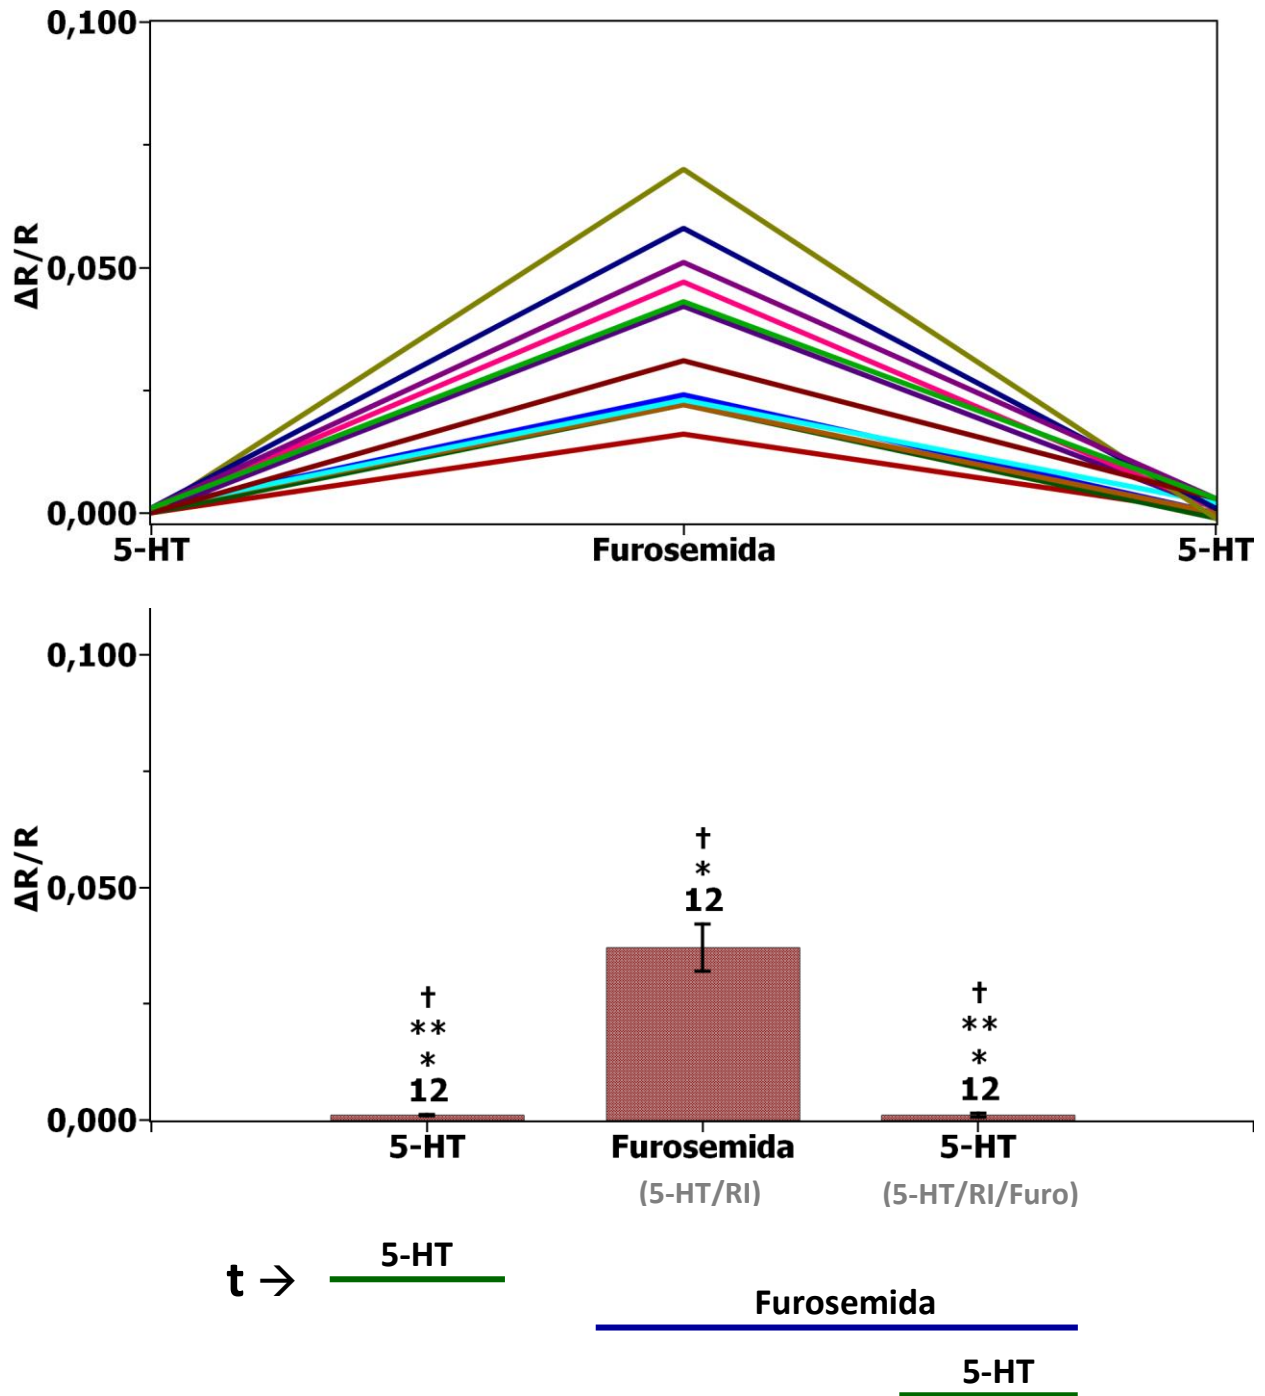 0,100
ΔR/R
0,050
0,000
5-HT Furosemida 5-HT
0,100
†
*
ΔR/R
0,050
12
†
**
*
12
†
**
*
12
0,000
5-HT Furosemida 5-HT
(5-HT/RI) (5-HT/RI/Furo)
5-HT
t →
Furosemida
5-HT